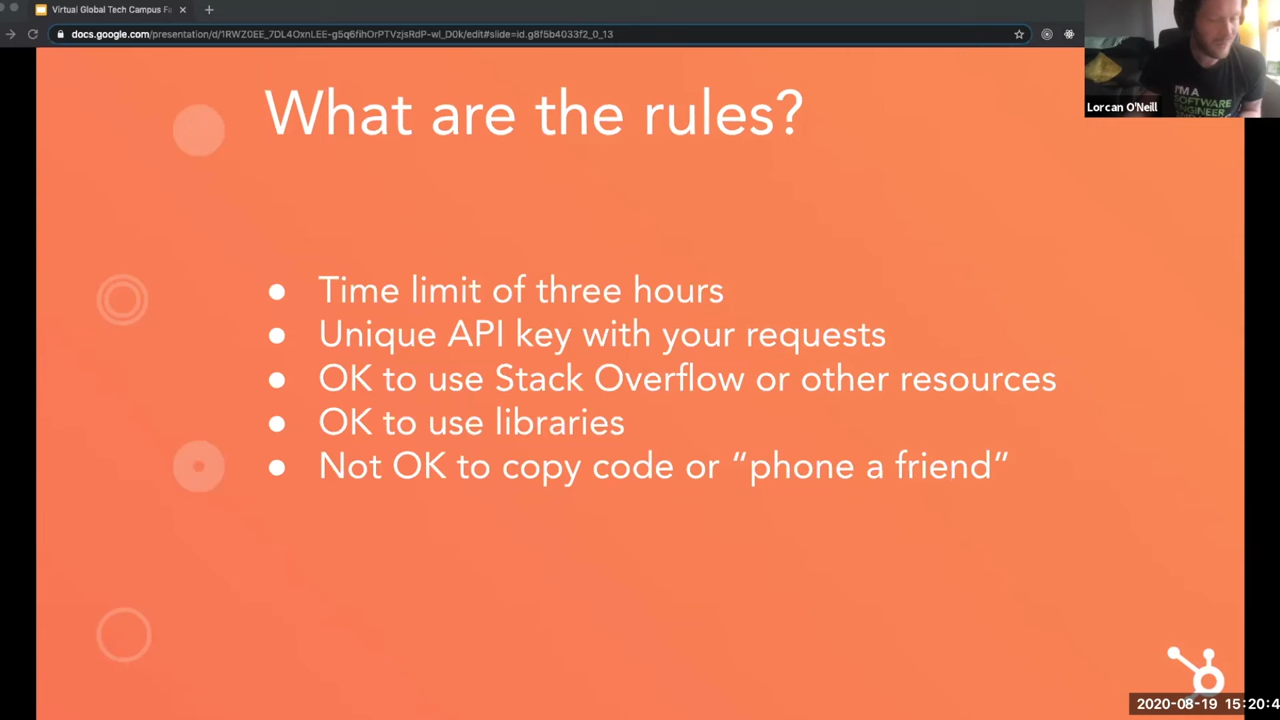 Virtual Global Tech Campus Fa
docs.google.com/presentation/d/1RWZ0EE_7DL4OxnLEE-g5q6fihOrPTVzjsRdP-wl_D0k/edit#slide=id.g8f5b4033f2_0_13
I'M A
SOFTWARE
ENGINEER
Lorcan O'Neill
What are the rules?
● Time limit of three hours
● Unique API key with your requests
● OK to use Stack Overflow or other resources
● OK to use libraries
● Not OK to copy code or “phone a friend”
2020-08-19 15:20:4